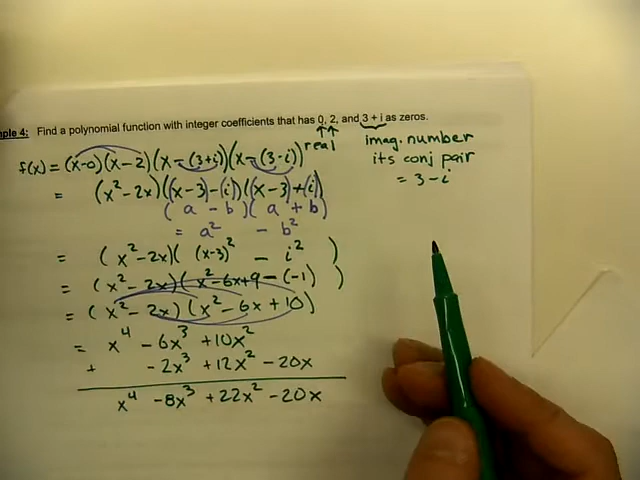 ple 4: Find a polynomial function with integer coefficients that has 0, 2, and 3 + i as zeros.
real
imag. number
its conj pair
= 3 - i
f(x) = (x-0)(x-2)(x-(3+i))(x-(3-i))
= (x²-2x)((x-3)-(i))((x-3)+(i))
(a - b)(a + b)
= a² - b²
= (x²-2x)( (x-3)² - i² )
= (x²-2x)(x²-6x+9-(-1) )
= (x²-2x)(x²-6x+10)
= x⁴ -6x³ +10x²
+ -2x³ +12x² -20x
x⁴ -8x³ +22x² -20x